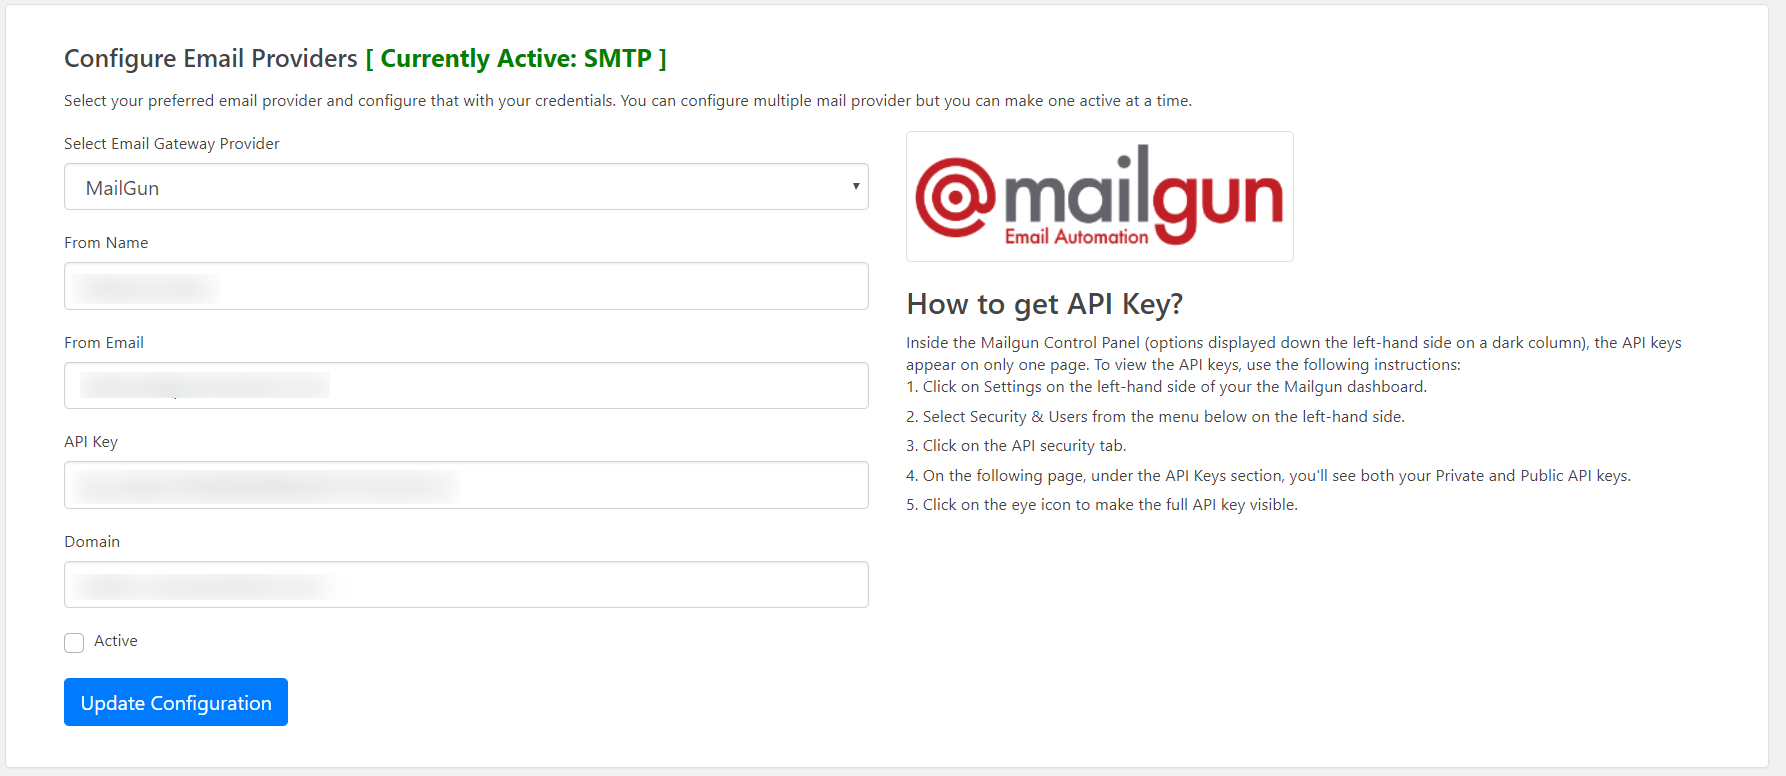 Configure Email Providers [ Currently Active: SMTP ]
Select your preferred email provider and configure that with your credentials. You can configure multiple mail provider but you can make one active at a time.
Select Email Gateway Provider
MailGun
From Name
From Email
API Key
Domain
Active
Update Configuration
@mailgun
Email Automation
How to get API Key?
Inside the Mailgun Control Panel (options displayed down the left-hand side on a dark column), the API keys
appear on only one page. To view the API keys, use the following instructions:
1. Click on Settings on the left-hand side of your the Mailgun dashboard.
2. Select Security & Users from the menu below on the left-hand side.
3. Click on the API security tab.
4. On the following page, under the API Keys section, you'll see both your Private and Public API keys.
5. Click on the eye icon to make the full API key visible.